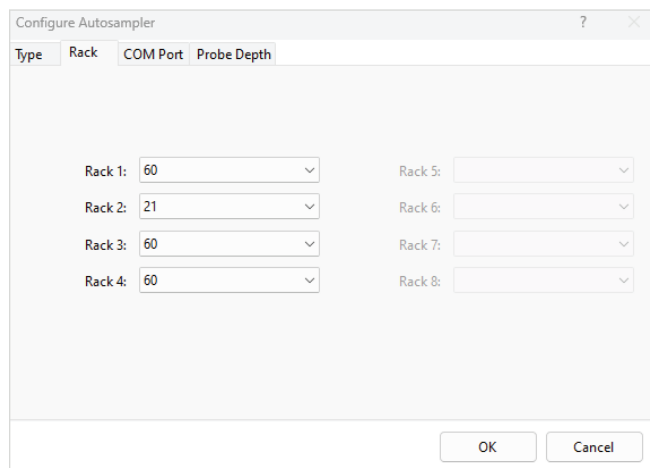 Configure Autosampler ?
Type Rack COM Port Probe Depth
Rack 1: 60 Rack 5:
Rack 2: 21 Rack 6:
Rack 3: 60 Rack 7:
Rack 4: 60 Rack 8:
OK Cancel